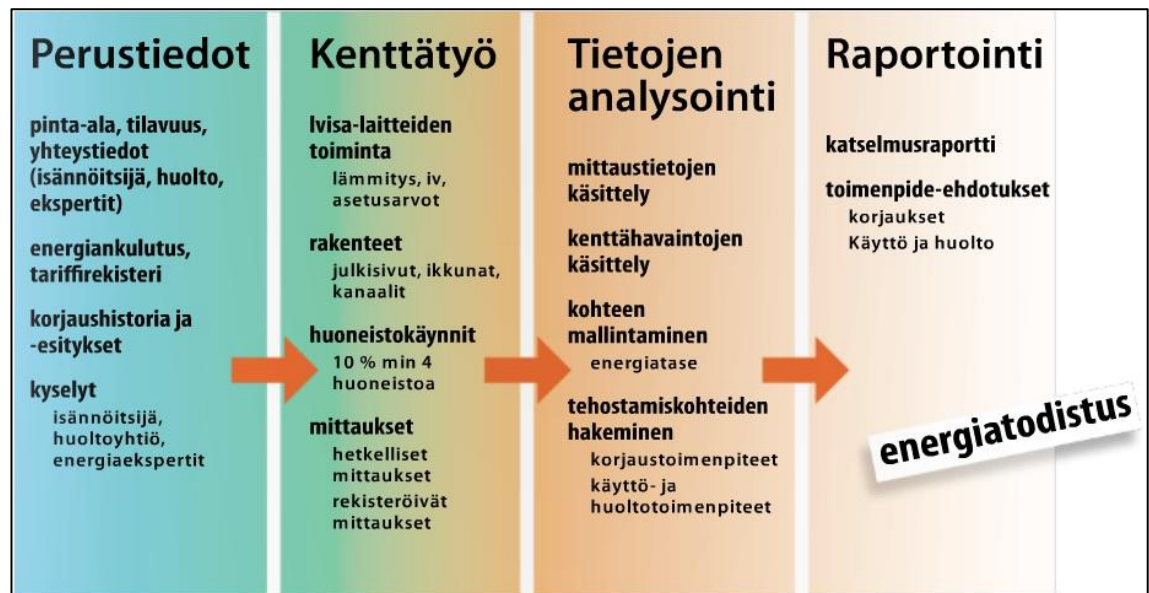 Perustiedot
pinta-ala, tilavuus,
yhteystiedot
(isännöitsijä, huolto,
ekspertit)
energiankulutus,
tariffirekisteri
korjaushistoria ja
-esitykset
kyselyt
isännöitsijä,
huoltoyhtiö,
energiaekspertit
Kenttätyö
lvisa-laitteiden
toiminta
lämmitys, iv,
asetusarvot
rakenteet
julkisivut, ikkunat,
kanaalit
huoneistokäynnit
10 % min 4
huoneistoa
mittaukset
hetkelliset
mittaukset
rekisteröivät
mittaukset
Tietojen
analysointi
mittaustietojen
käsittely
kenttähavaintojen
käsittely
kohteen
mallintaminen
energiatase
tehostamiskohteiden
hakeminen
korjaustoimenpiteet
käyttö- ja
huoltotoimenpiteet
Raportointi
katselmusraportti
toimenpide-ehdotukset
korjaukset
Käyttö ja huolto
energiatodistus